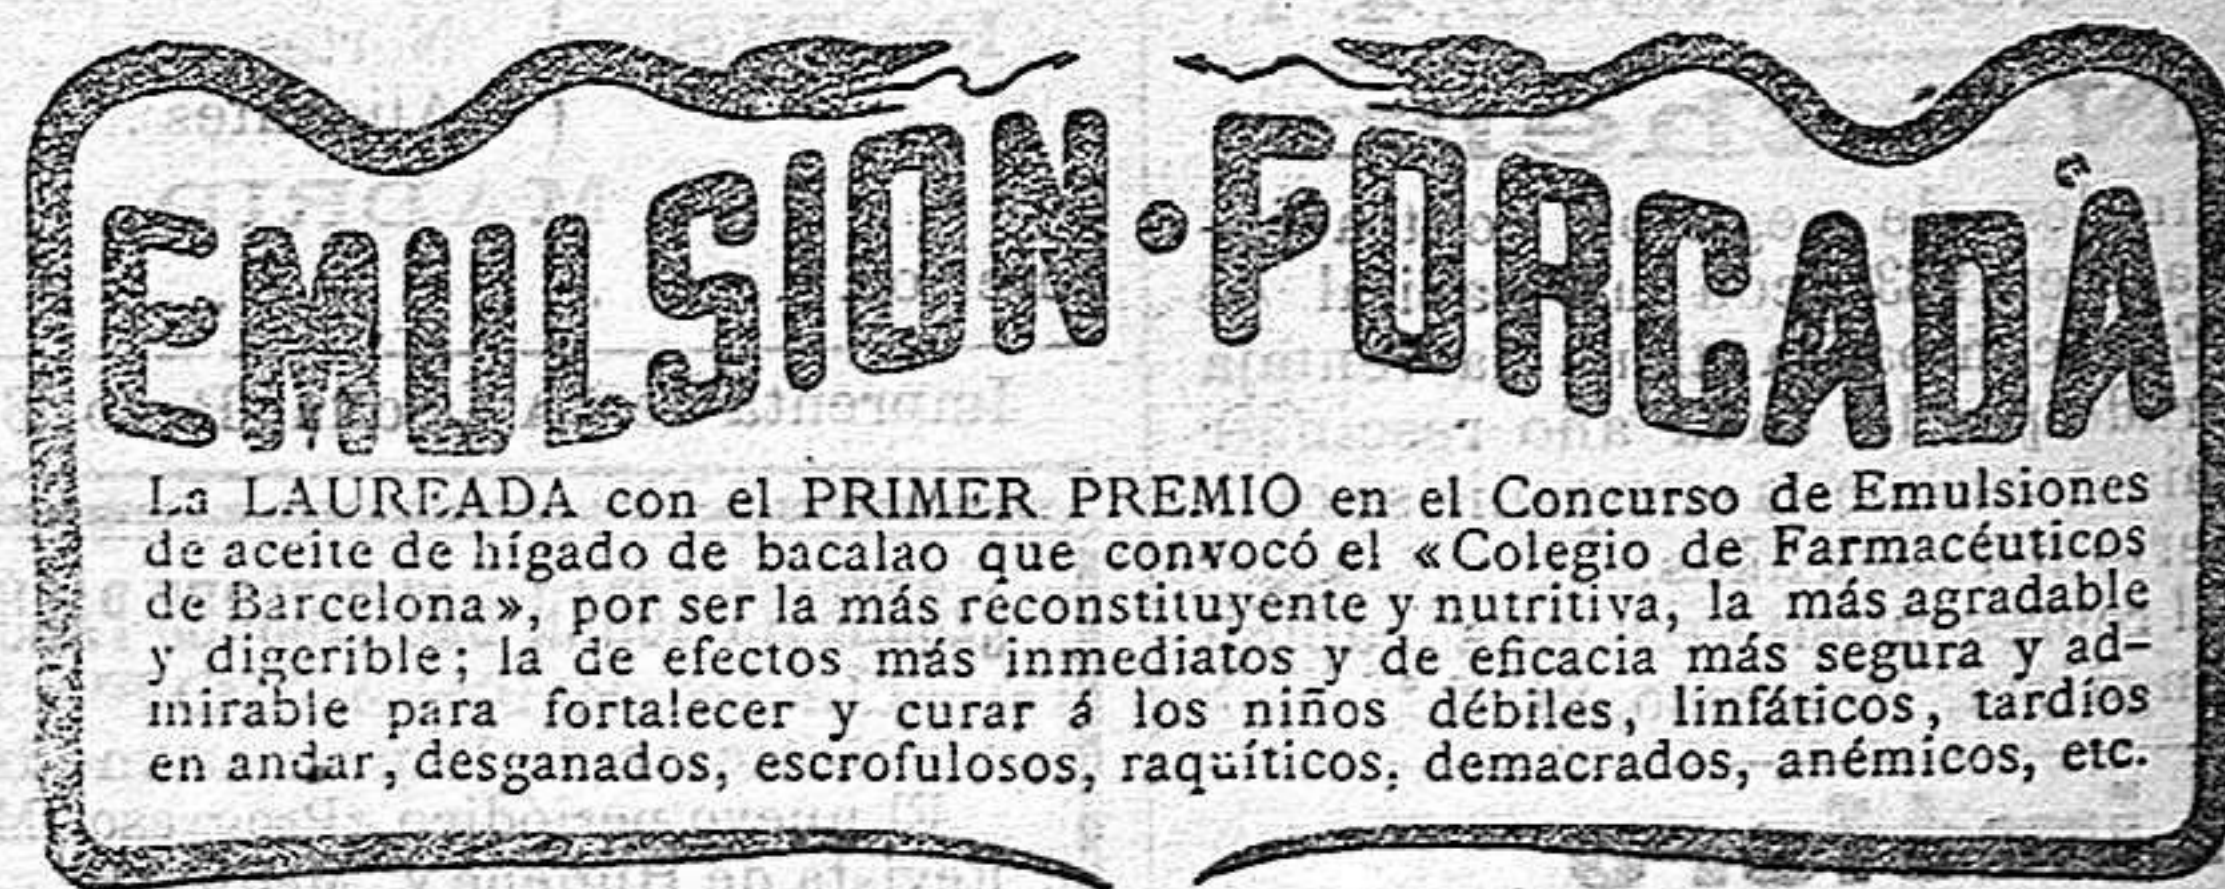 EMULSION·FORCADA
La LAUREADA con el PRIMER PREMIO en el Concurso de Emulsiones
de aceite de hígado de bacalao que convocó el «Colegio de Farmacéuticos
de Barcelona», por ser la más reconstituyente y nutritiva, la más agradable
y digerible; la de efectos más inmediatos y de eficacia más segura y ad-
mirable para fortalecer y curar á los niños débiles, linfáticos, tardíos
en andar, desganados, escrofulosos, raquíticos, demacrados, anémicos, etc.